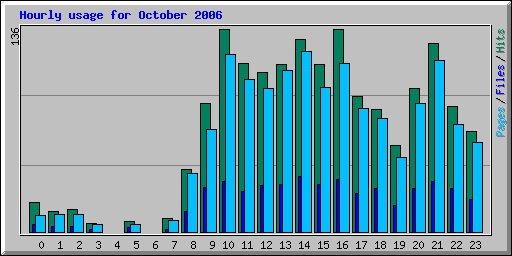 Hourly usage for October 2006
136
Pages/Files/Hits
0 1 2 3 4 5 6 7 8 9 10 11 12 13 14 15 16 17 18 19 20 21 22 23